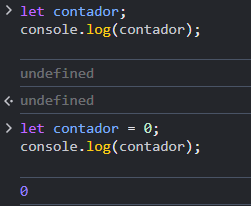 let contador;
console.log(contador);
undefined
undefined
let contador = 0;
console.log(contador);
0